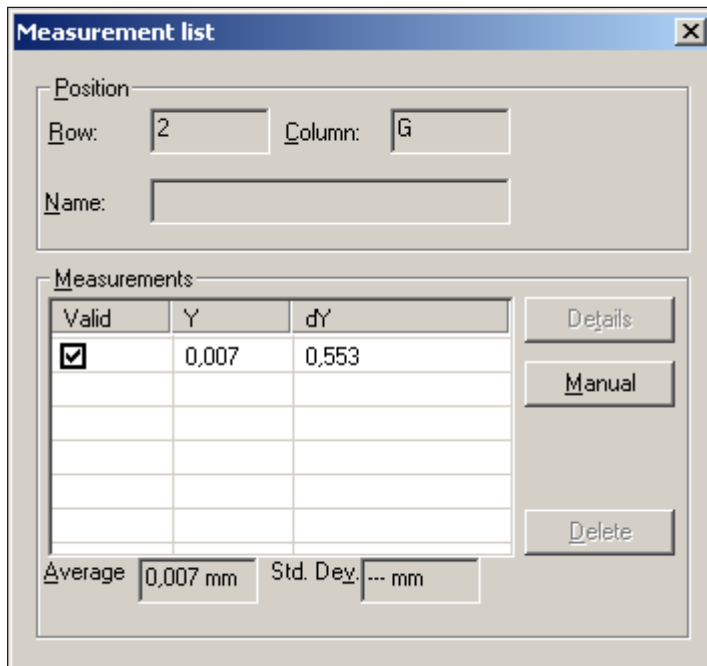 Measurement list
Position
Row: 2 Column: G
Name:
Measurements
Valid Y dY Details
0,007 0,553
Manual
Delete
Average 0,007 mm Std. Dev. --- mm